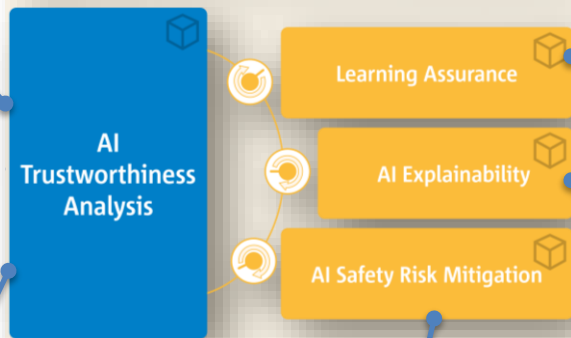 AI
Trustworthiness
Analysis
Learning Assurance
AI Explainability
AI Safety Risk Mitigation